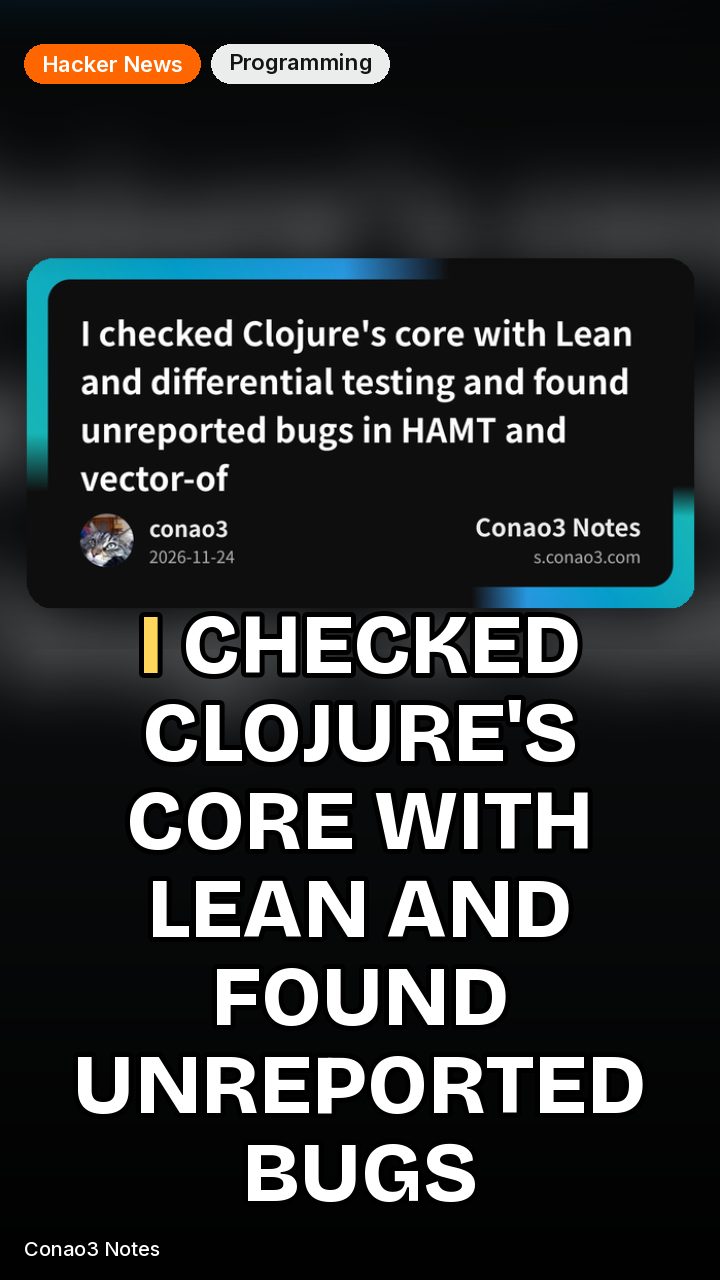 Hacker News
Programming
I checked Clojure's core with Lean
and differential testing and found
unreported bugs in HAMT and
vector-of
conao3
2026-11-24
Conao3 Notes
s.conao3.com
I CHECKED
CLOJURE'S
CORE WITH
LEAN AND
FOUND
UNREPORTED
BUGS
Conao3 Notes